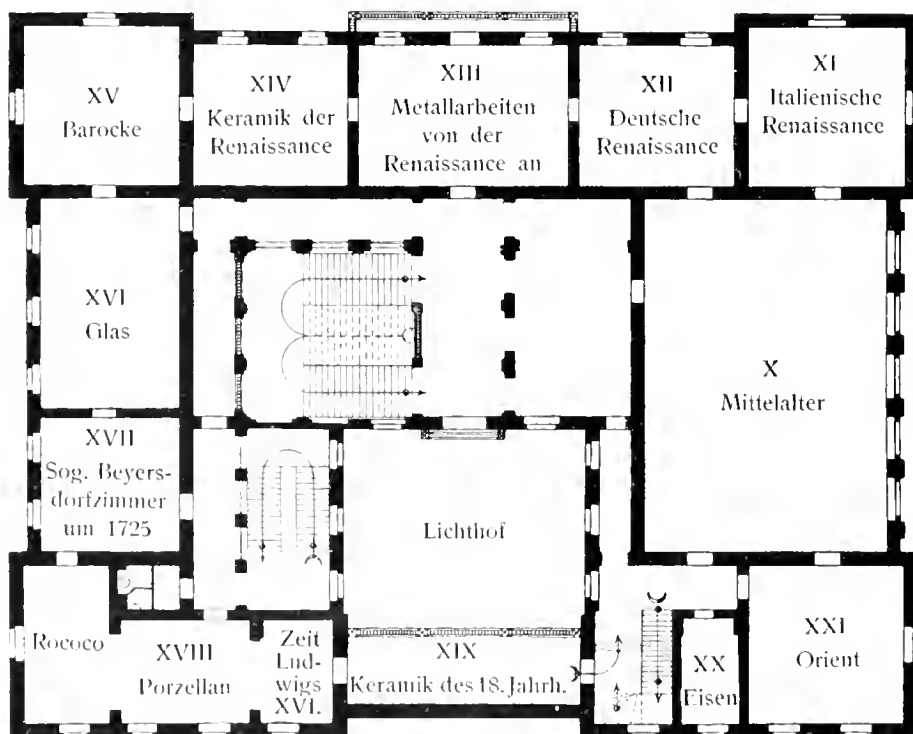 XV
Barocke
XIV
Keramik der
Renaissance
XIII
Metallarbeiten
von der
Renaissance an
XII
Deutsche
Renaissance
XI
Italienische
Renaissance
XVI
Glas
X
Mittelalter
XVII
Sog. Beyers-
dorfzimmer
um 1725
Lichthof
Rococo
XVIII
Porzellan
Zeit
Lud-
wigs
XVI.
XIX
Keramik des 18. Jahrh.
XX
Eisen
XXI
Orient